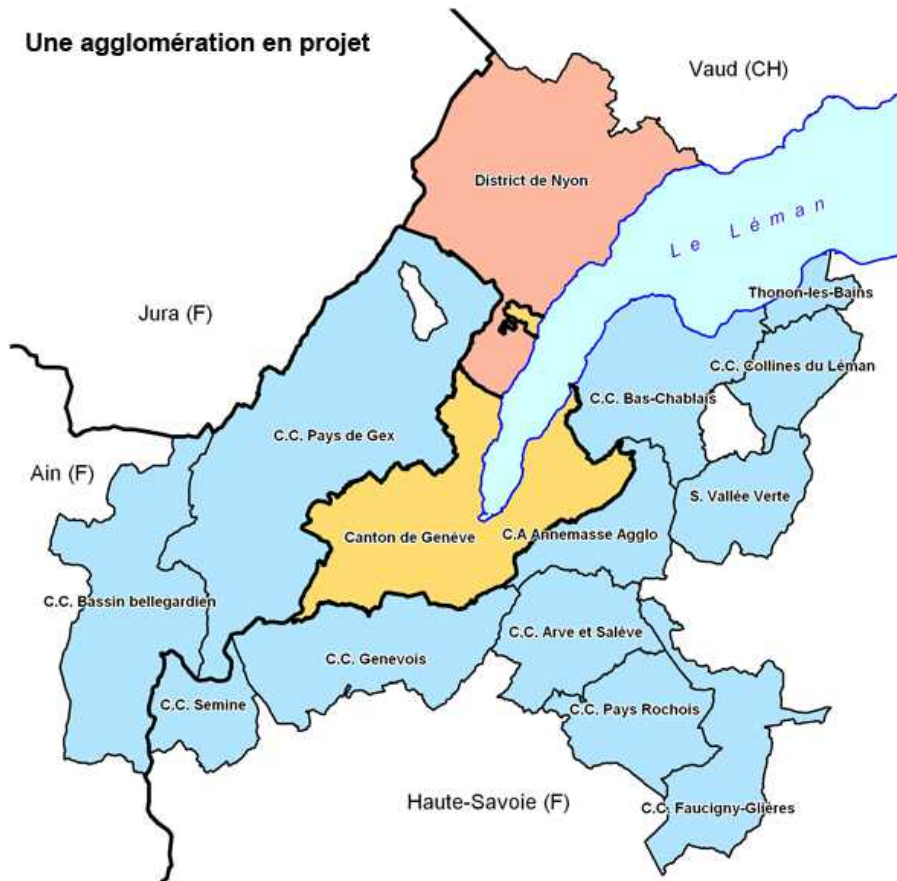 Une agglomération en projet
Vaud (CH)
District de Nyon
Le Léman
Thonon-les-Bains
Jura (F)
C.C. Collines du Léman
C.C. Bas-Chablais
C.C. Pays de Gex
Ain (F)
S. Vallée Verte
Canton de Genève
C.A Annemasse Agglo
C.C. Bassin bellegardien
C.C. Arve et Salève
C.C. Genevois
C.C. Semine
C.C. Pays Rochois
Haute-Savoie (F)
C.C. Faucigny-Glières